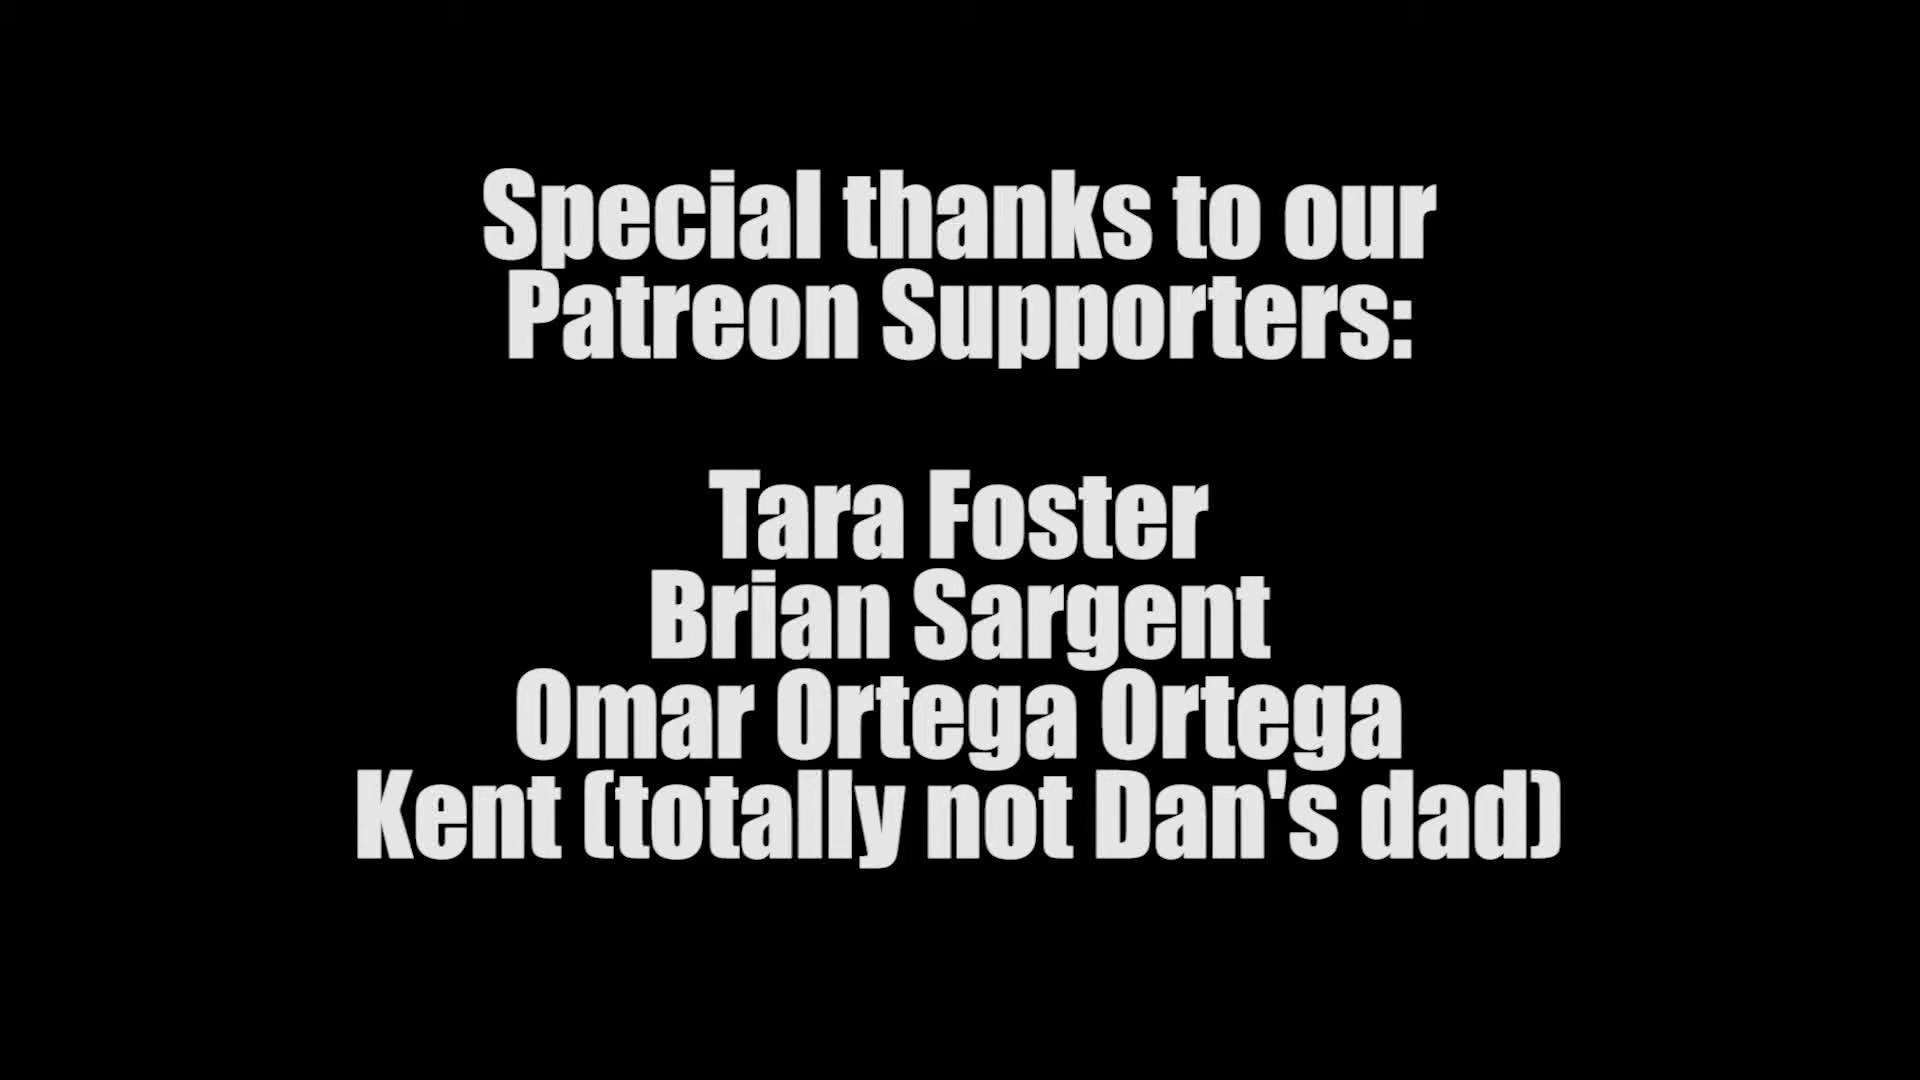 Special thanks to our
Patreon Supporters:
Tara Foster
Brian Sargent
Omar Ortega Ortega
Kent (totally not Dan's dad)